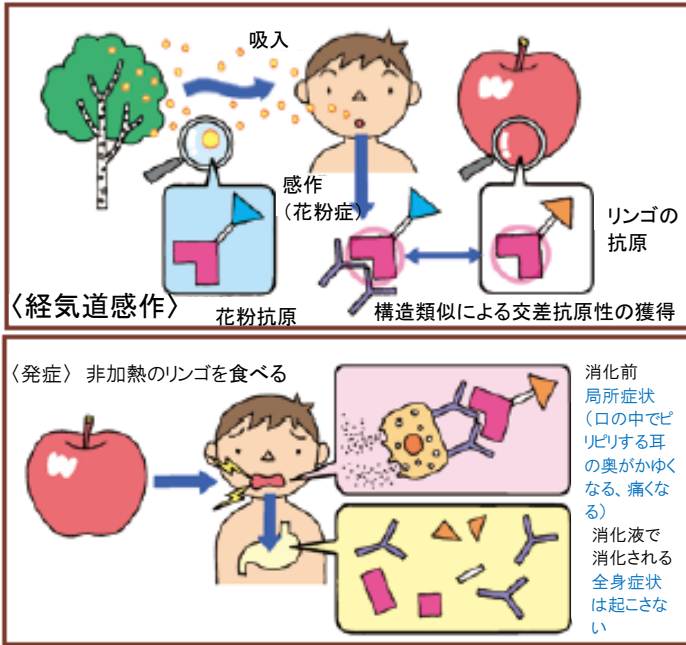 吸入
感作
(花粉症)
リンゴの
抗原
〈経気道感作〉
花粉抗原
構造類似による交差抗原性の獲得
〈発症〉 非加熱のリンゴを食べる
消化前
局所症状
(口の中でピ
リピリする耳
の奥がかゆく
なる、痛くな
る)
消化液で
消化される
全身症状
は起こさな
い